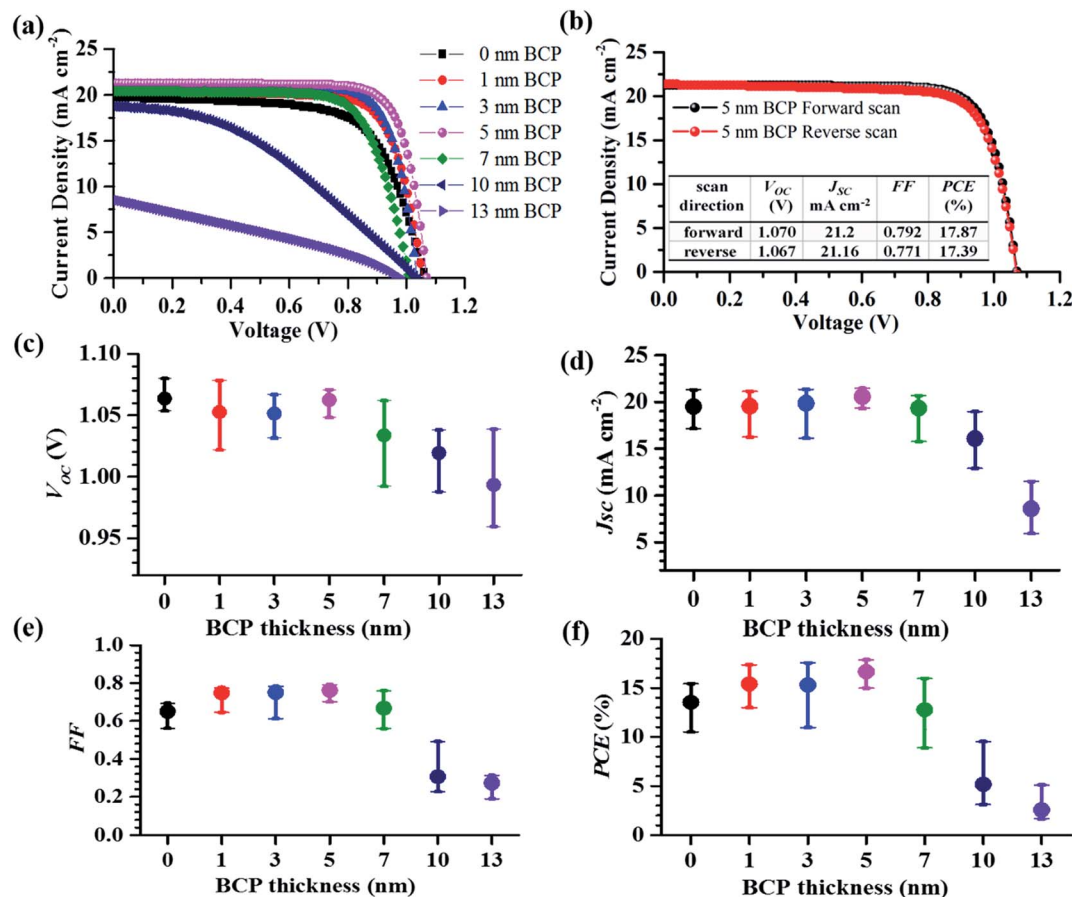 (a)
25
20
15
10
5
0
0.0 0.2 0.4 0.6 0.8 1.0 1.2
Current Density (mA cm-2)
Voltage (V)
0 nm BCP
1 nm BCP
3 nm BCP
5 nm BCP
7 nm BCP
10 nm BCP
13 nm BCP
(b)
25
20
15
10
5
0
0.0 0.2 0.4 0.6 0.8 1.0 1.2
Current Density (mA cm-2)
Voltage (V)
5 nm BCP Forward scan
5 nm BCP Reverse scan
scan direction VOC (V) JSC mA cm-2 FF PCE (%)
forward 1.070 21.2 0.792 17.87
reverse 1.067 21.16 0.771 17.39
(c)
1.10
1.05
1.00
0.95
VOC (V)
0 1 3 5 7 10 13
BCP thickness (nm)
(d)
25
20
15
10
5
Jsc (mA cm-2)
0 1 3 5 7 10 13
BCP thickness (nm)
(e)
1.0
0.8
0.6
0.4
0.2
0.0
FF
0 1 3 5 7 10 13
BCP thickness (nm)
(f)
20
15
10
5
0
PCE (%)
0 1 3 5 7 10 13
BCP thickness (nm)